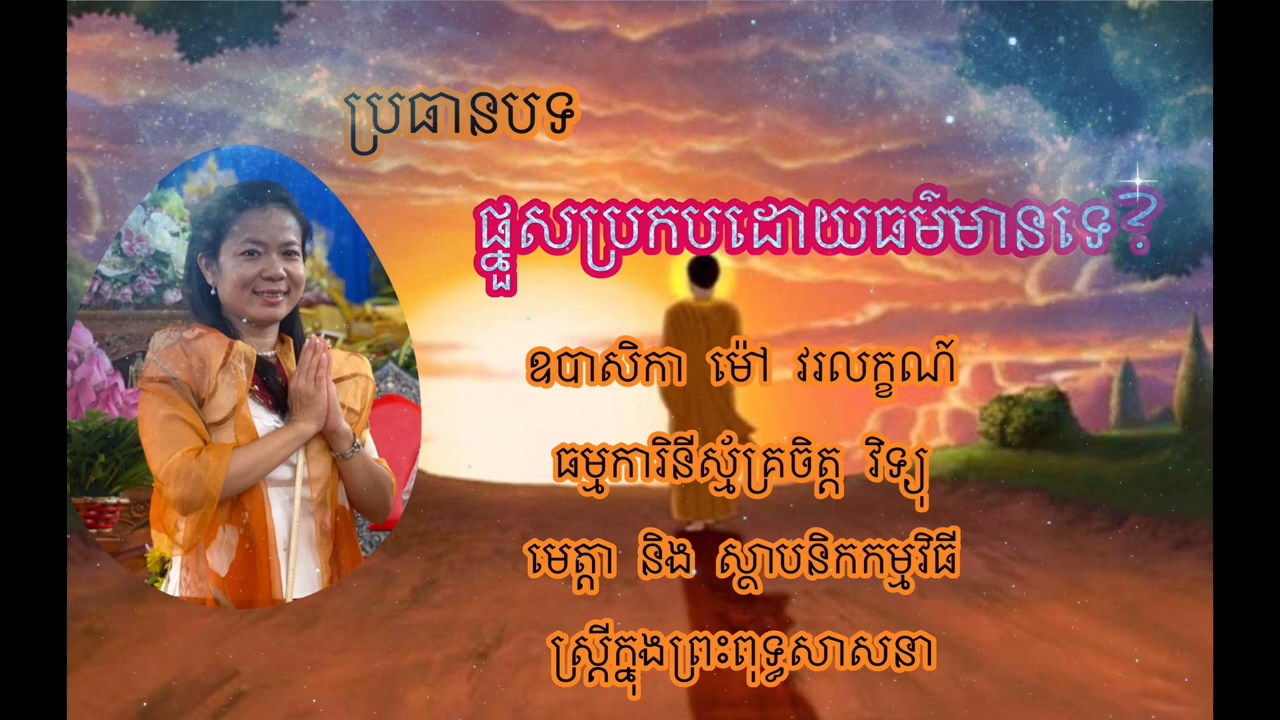 ប្រធានបទ
ផ្នួសប្រកបដោយធម៌មានទេ?
ឧបាសិកា ម៉ៅ វរលក្ខណ៍
ធម្មការិនីស្ម័គ្រចិត្ត វិទ្យុ
មេត្តា និង ស្ថាបនិកកម្មវិធី
ស្ត្រីក្នុងព្រះពុទ្ធសាសនា